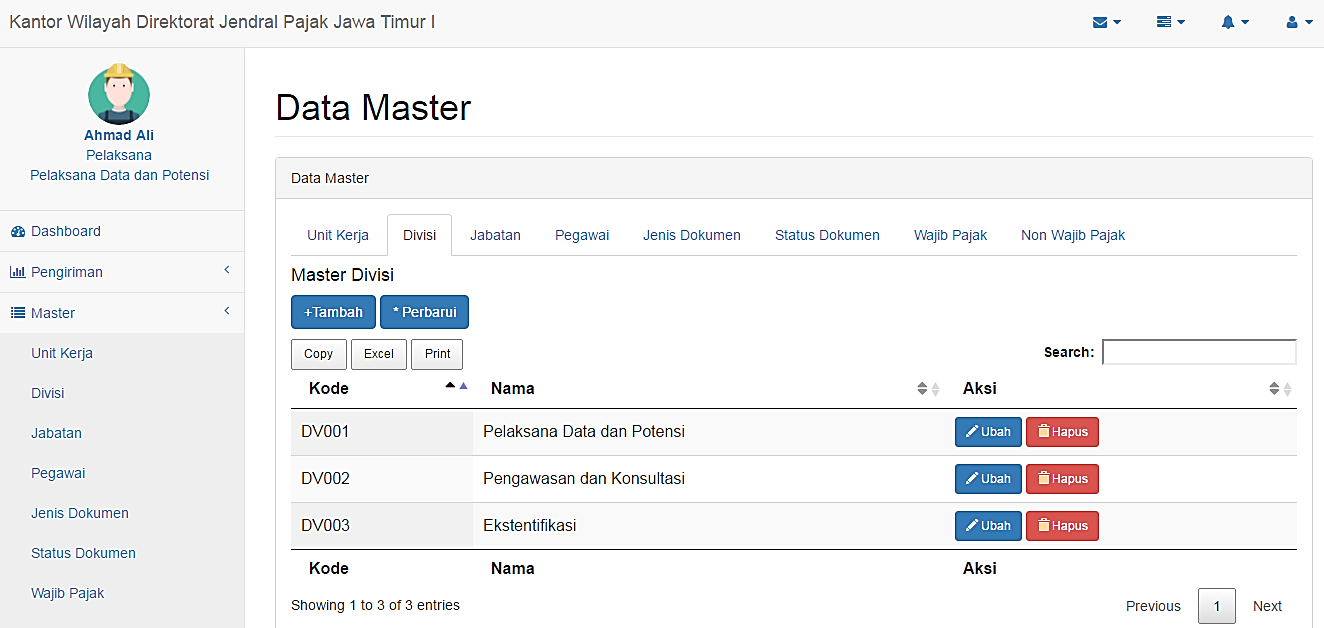 Kantor Wilayah Direktorat Jendral Pajak Jawa Timur I
Ahmad Ali
Pelaksana
Pelaksana Data dan Potensi
Dashboard
Pengiriman
Master
Unit Kerja
Divisi
Jabatan
Pegawai
Jenis Dokumen
Status Dokumen
Wajib Pajak
Data Master
Data Master
Unit Kerja Divisi Jabatan Pegawai Jenis Dokumen Status Dokumen Wajib Pajak Non Wajib Pajak
Master Divisi
+Tambah * Perbarui
Copy Excel Print Search:
Kode Nama Aksi
DV001 Pelaksana Data dan Potensi Ubah Hapus
DV002 Pengawasan dan Konsultasi Ubah Hapus
DV003 Ekstentifikasi Ubah Hapus
Kode Nama Aksi
Showing 1 to 3 of 3 entries Previous 1 Next